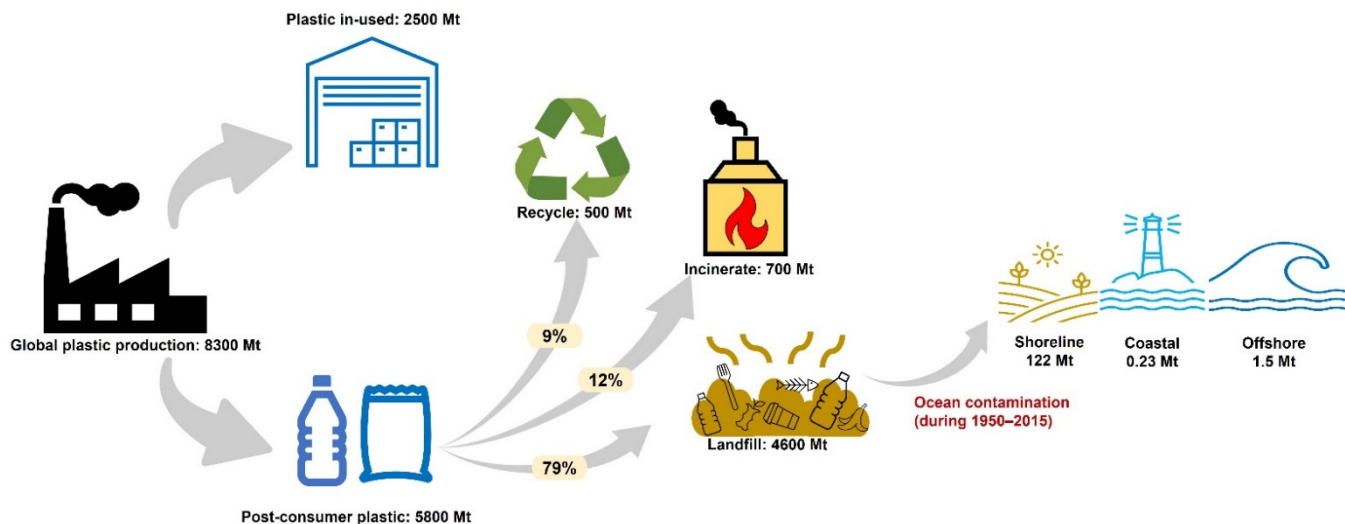 Plastic in-used: 2500 Mt
Global plastic production: 8300 Mt
Post-consumer plastic: 5800 Mt
9%
12%
79%
Recycle: 500 Mt
Incinerate: 700 Mt
Landfill: 4600 Mt
Ocean contamination
(during 1950–2015)
Shoreline
122 Mt
Coastal
0.23 Mt
Offshore
1.5 Mt